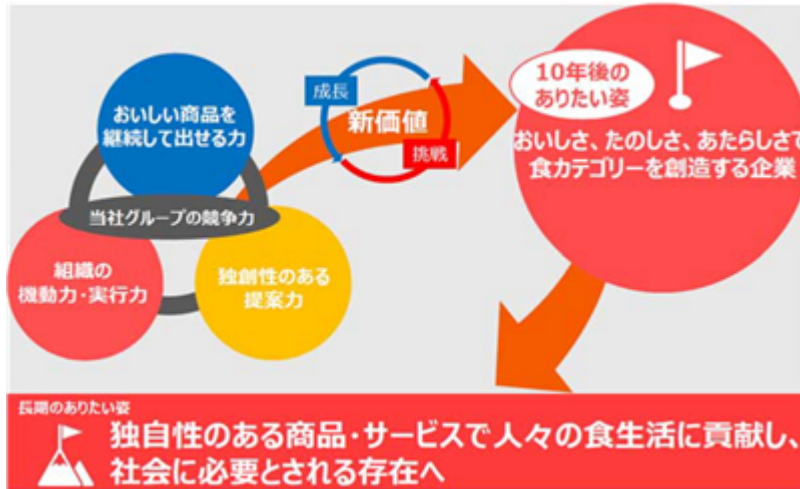 おいしい商品を
継続して出せる力
当社グループの競争力
組織の
機動力・実行力
独創性のある
提案力
成長
新価値
挑戦
10年後の
ありたい姿
おいしさ、たのしさ、あたらしさで
食カテゴリーを創造する企業
長期のありたい姿
独自性のある商品・サービスで人々の食生活に貢献し、
社会に必要とされる存在へ